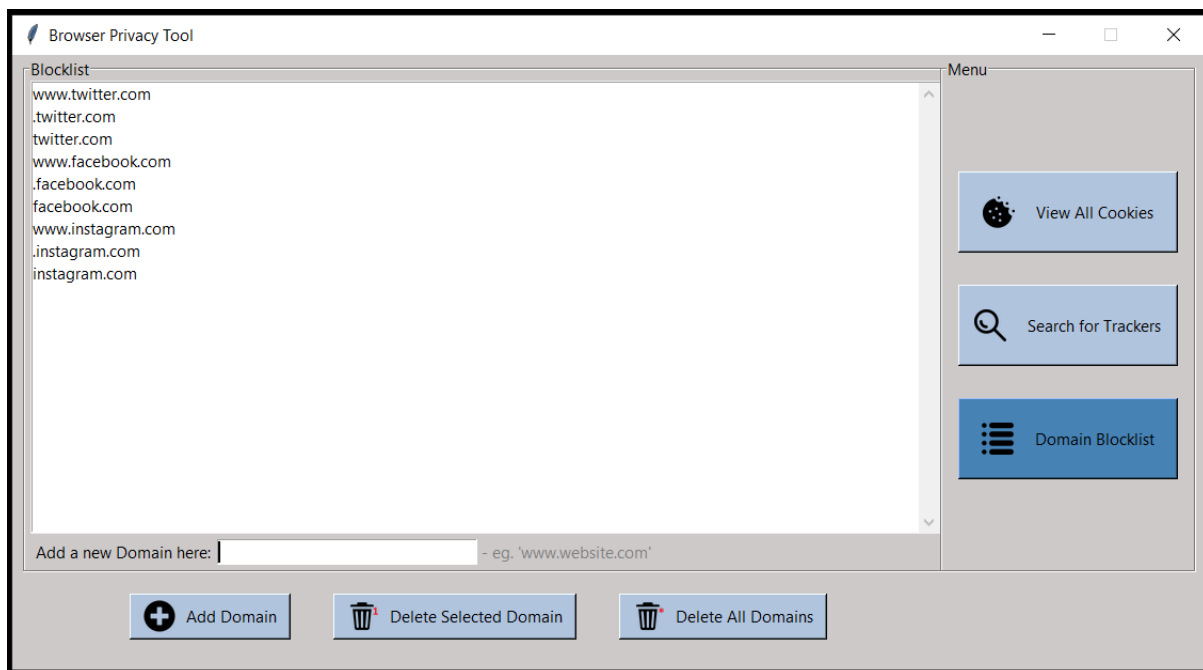 Browser Privacy Tool
Blocklist
www.twitter.com
.twitter.com
twitter.com
www.facebook.com
.facebook.com
facebook.com
www.instagram.com
.instagram.com
instagram.com
Add a new Domain here: - eg. 'www.website.com'
Menu
View All Cookies
Search for Trackers
Domain Blocklist
Add Domain
1 Delete Selected Domain
* Delete All Domains